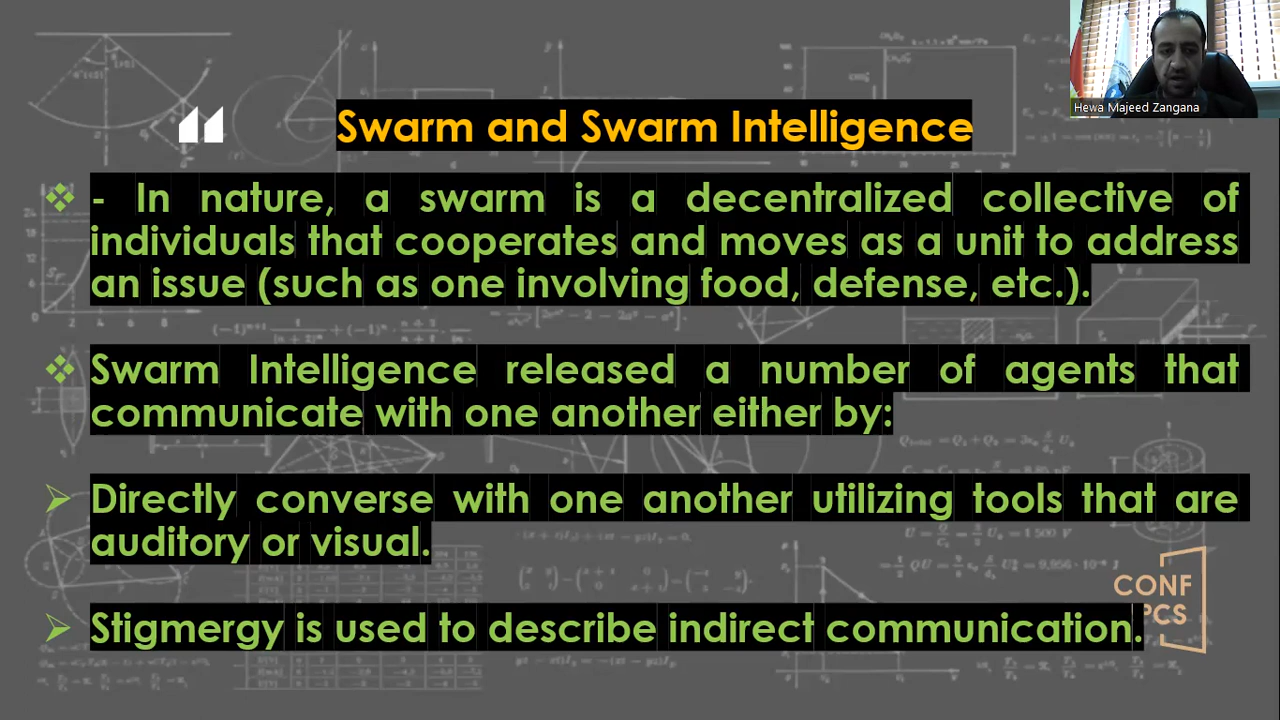 Hewa Majeed Zangana
Swarm and Swarm Intelligence
- In nature, a swarm is a decentralized collective of
individuals that cooperates and moves as a unit to address
an issue (such as one involving food, defense, etc.).
Swarm Intelligence released a number of agents that
communicate with one another either by:
Directly converse with one another utilizing tools that are
auditory or visual.
Stigmergy is used to describe indirect communication.
CONF
PCS